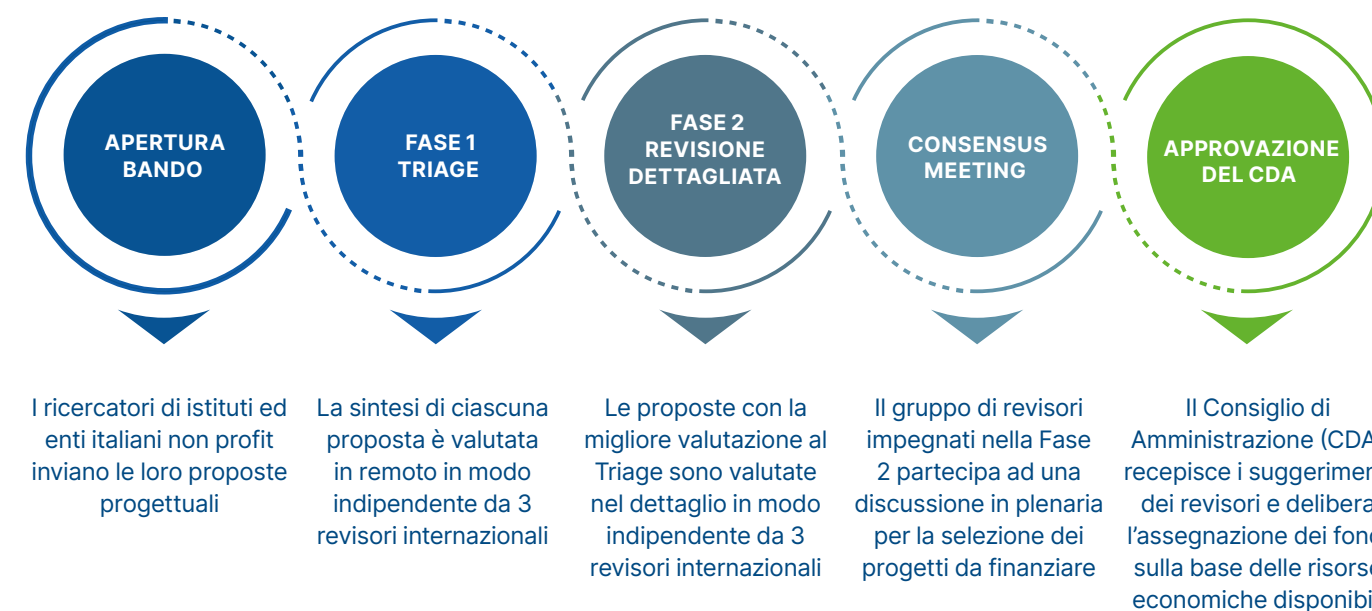 APERTURA
BANDO
FASE 1
TRIAGE
FASE 2
REVISIONE
DETTAGLIATA
CONSENSUS
MEETING
APPROVAZIONE
DEL CDA
I ricercatori di istituti ed
enti italiani non profit
inviano le loro proposte
progettuali
La sintesi di ciascuna
proposta è valutata
in remoto in modo
indipendente da 3
revisori internazionali
Le proposte con la
migliore valutazione al
Triage sono valutate
nel dettaglio in modo
indipendente da 3
revisori internazionali
Il gruppo di revisori
impegnati nella Fase
2 partecipa ad una
discussione in plenaria
per la selezione dei
progetti da finanziare
Il Consiglio di
Amministrazione (CDA
recepisce i suggerimen
dei revisori e delibera
l’assegnazione dei fon
sulla base delle risorse
economiche disponibi